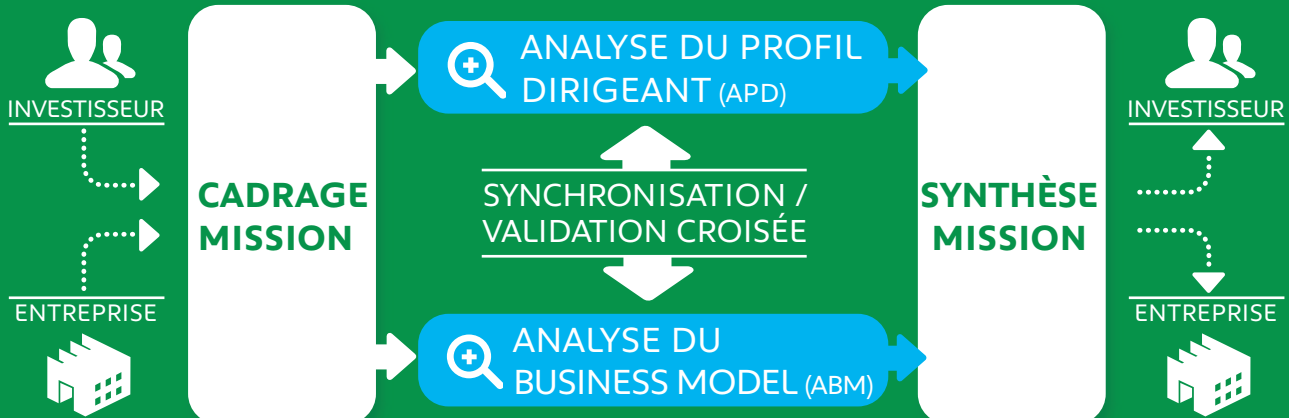 INVESTISSEUR
ENTREPRISE
CADRAGE
MISSION
ANALYSE DU PROFIL
DIRIGEANT (APD)
SYNCHRONISATION /
VALIDATION CROISÉE
ANALYSE DU
BUSINESS MODEL (ABM)
SYNTHÈSE
MISSION
INVESTISSEUR
ENTREPRISE